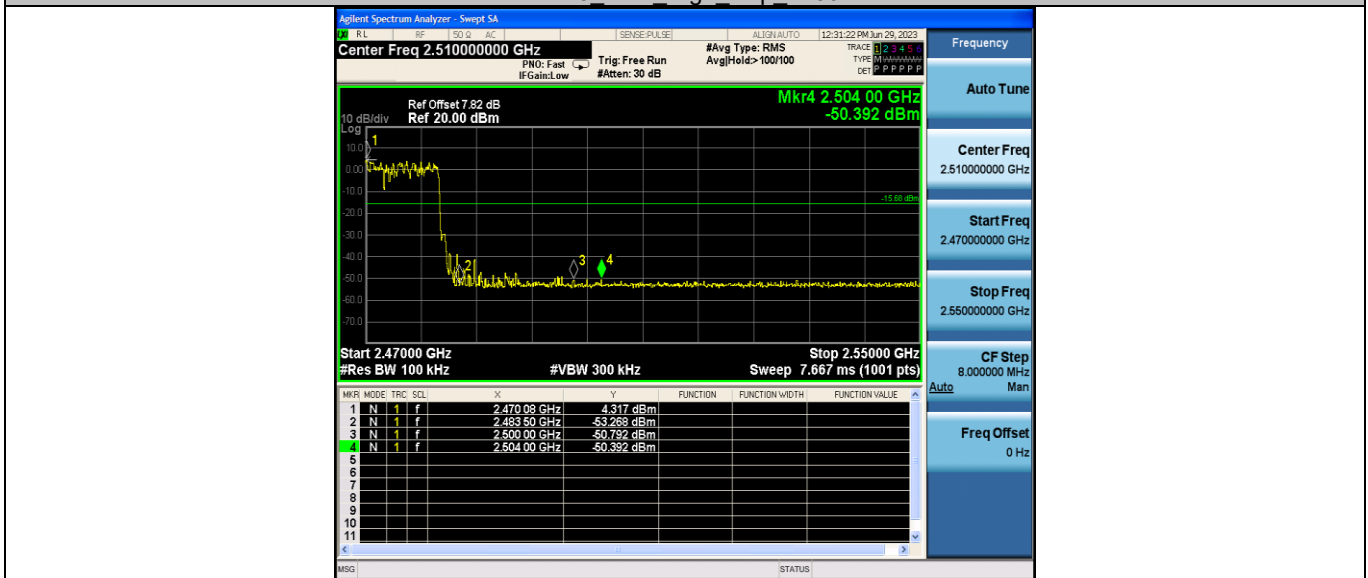 Agilent Spectrum Analyzer - Swept SA
RL RF 50 Ω AC SENSE:PULSE ALIGN AUTO 12:31:22 PM Jun 29, 2023
Center Freq 2.510000000 GHz #Avg Type: RMS TRACE 1 2 3 4 5 6
PNO: Fast Trig: Free Run Avg|Hold:>100/100 TYPE M
IFGain:Low #Atten: 30 dB DET P P P P P P
Mkr4 2.504 00 GHz
-50.392 dBm
Ref Offset 7.82 dB
10 dB/div Ref 20.00 dBm
Log
10.0
0.00
-10.0
-20.0
-30.0
-40.0
-50.0
-60.0
-70.0
1
2
3
4
-15.68 dBm
Start 2.47000 GHz Stop 2.55000 GHz
#Res BW 100 kHz #VBW 300 kHz Sweep 7.667 ms (1001 pts)
MKR MODE TRC SCL X Y FUNCTION FUNCTION WIDTH FUNCTION VALUE
1 N 1 f 2.470 08 GHz 4.317 dBm
2 N 1 f 2.483 50 GHz -53.268 dBm
3 N 1 f 2.500 00 GHz -50.792 dBm
4 N 1 f 2.504 00 GHz -50.392 dBm
5
6
7
8
9
10
11
MSG STATUS
Frequency
Auto Tune
Center Freq
2.510000000 GHz
Start Freq
2.470000000 GHz
Stop Freq
2.550000000 GHz
CF Step
8.000000 MHz
Auto Man
Freq Offset
0 Hz